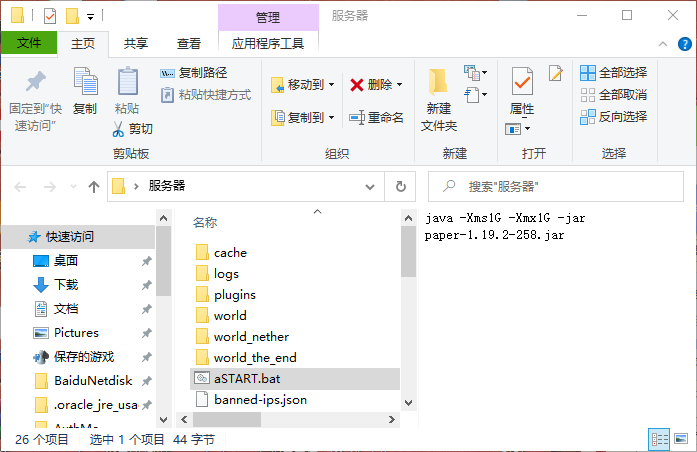 管理
服务器
文件
主页
共享
查看
应用程序工具
固定到“快速访问”
复制
粘贴
复制路径
粘贴快捷方式
剪切
剪贴板
移动到
复制到
删除
重命名
组织
新建
文件夹
新建
属性
打开
全部选择
全部取消
反向选择
选择
服务器
搜索"服务器"
快速访问
桌面
下载
文档
Pictures
保存的游戏
BaiduNetdisk
.oracle_jre_usa
名称
cache
logs
plugins
world
world_nether
world_the_end
aSTART.bat
banned-ips.json
java -Xms1G -Xmx1G -jar
paper-1.19.2-258.jar
26 个项目 选中 1 个项目 44 字节